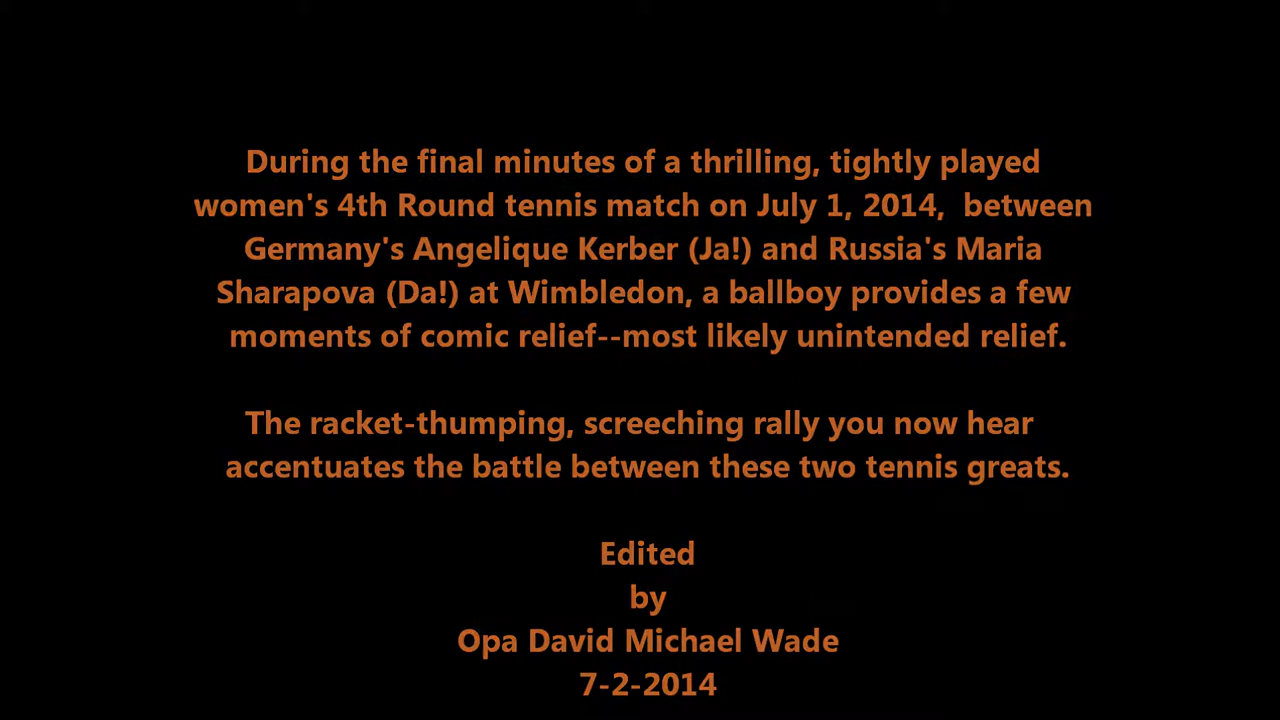 During the final minutes of a thrilling, tightly played
women's 4th Round tennis match on July 1, 2014,  between
Germany's Angelique Kerber (Ja!) and Russia's Maria
Sharapova (Da!) at Wimbledon, a ballboy provides a few
moments of comic relief--most likely unintended relief.
The racket-thumping, screeching rally you now hear
accentuates the battle between these two tennis greats.
Edited
by
Opa David Michael Wade
7-2-2014